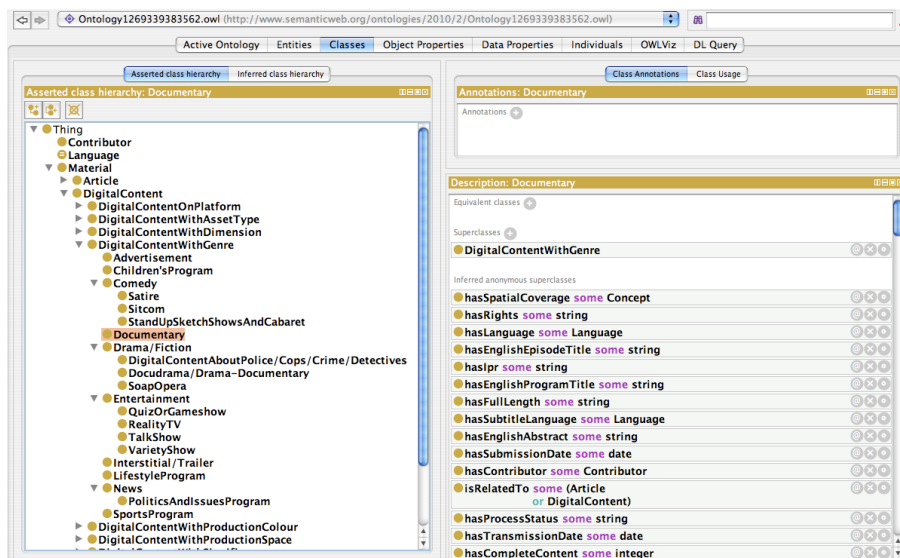 Ontology1269339383562.owl (http://www.semanticweb.org/ontologies/2010/2/Ontology1269339383562.owl)
Active Ontology Entities Classes Object Properties Data Properties Individuals OWLViz DL Query
Asserted class hierarchy Inferred class hierarchy
Asserted class hierarchy: Documentary
Thing
Contributor
Language
Material
Article
DigitalContent
DigitalContentOnPlatform
DigitalContentWithAssetType
DigitalContentWithDimension
DigitalContentWithGenre
Advertisement
Children'sProgram
Comedy
Satire
Sitcom
StandUpSketchShowsAndCabaret
Documentary
Drama/Fiction
DigitalContentAboutPolice/Cops/Crime/Detectives
Docudrama/Drama-Documentary
SoapOpera
Entertainment
QuizOrGameshow
RealityTV
TalkShow
VarietyShow
Interstitial/Trailer
LifestyleProgram
News
PoliticsAndIssuesProgram
SportsProgram
DigitalContentWithProductionColour
DigitalContentWithProductionSpace
Class Annotations Class Usage
Annotations: Documentary
Annotations
Description: Documentary
Equivalent classes
Superclasses
DigitalContentWithGenre
Inferred anonymous superclasses
hasSpatialCoverage some Concept
hasRights some string
hasLanguage some Language
hasEnglishEpisodeTitle some string
hasIpr some string
hasEnglishProgramTitle some string
hasFullLength some string
hasSubtitleLanguage some Language
hasEnglishAbstract some string
hasSubmissionDate some date
hasContributor some Contributor
isRelatedTo some (Article
or DigitalContent)
hasProcessStatus some string
hasTransmissionDate some date
hasCompleteContent some integer